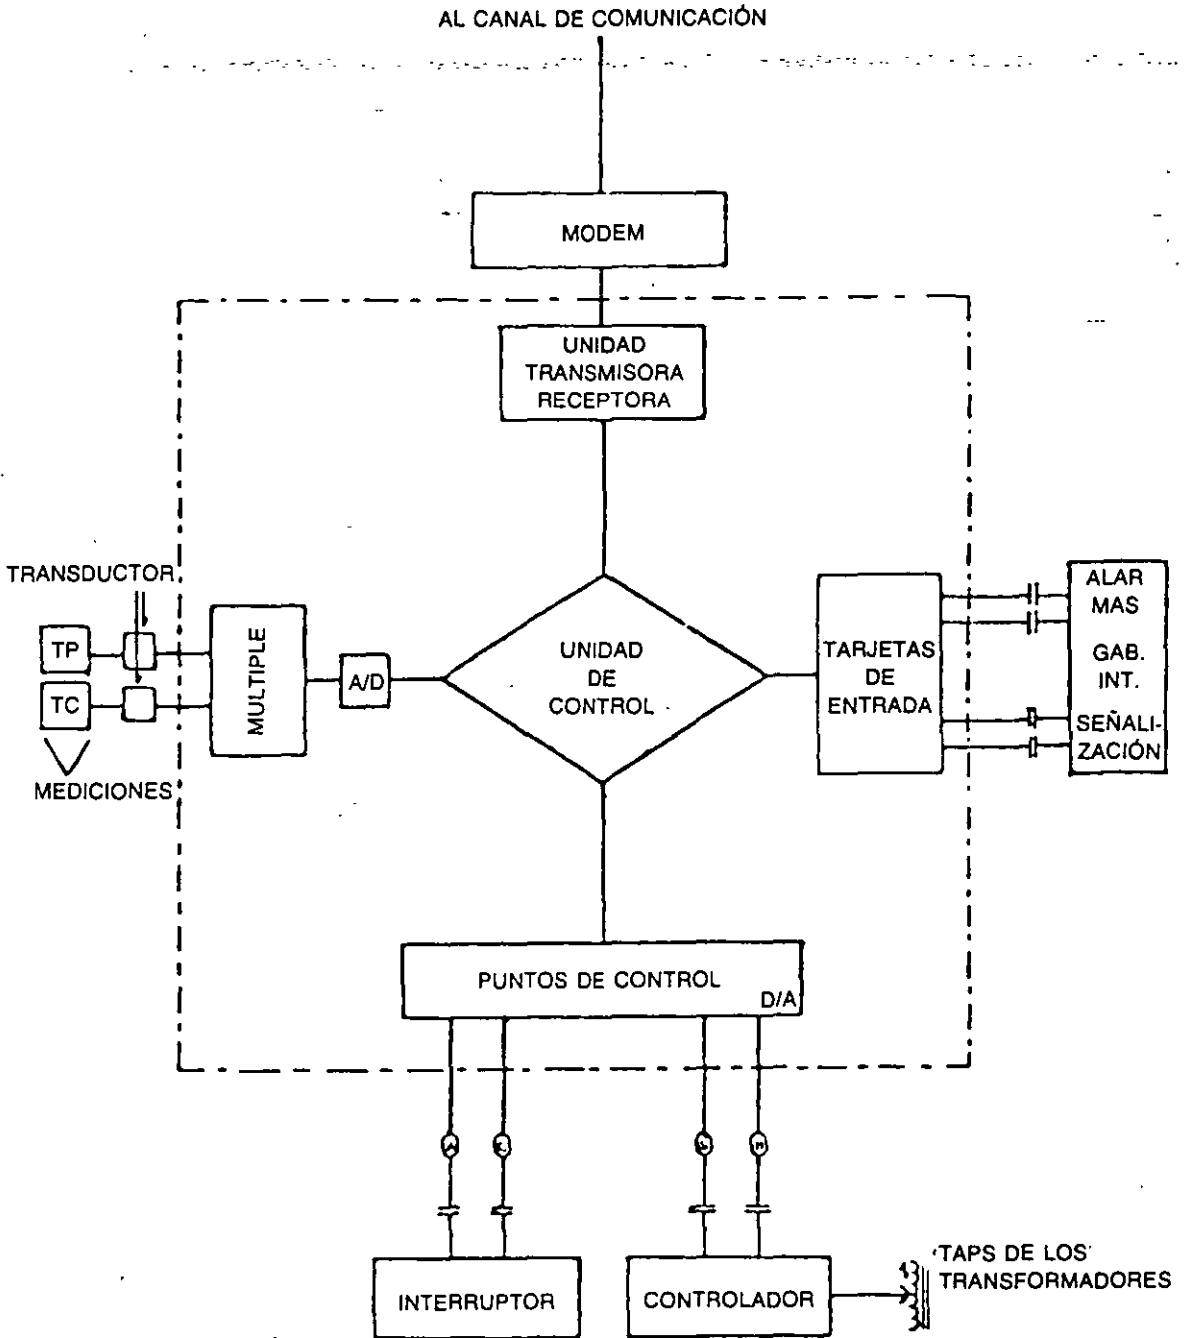 AL CANAL DE COMUNICACIÓN
MODEM
UNIDAD
TRANSMISORA
RECEPTORA
TRANSDUCTOR
TP
TC
MEDICIONES
MULTIPLE
A/D
UNIDAD
DE
CONTROL
TARJETAS
DE
ENTRADA
ALAR
MAS
GAB.
INT.
SEÑALI-
ZACIÓN
PUNTOS DE CONTROL
D/A
INTERRUPTOR
CONTROLADOR
TAPS DE LOS
TRANSFORMADORES